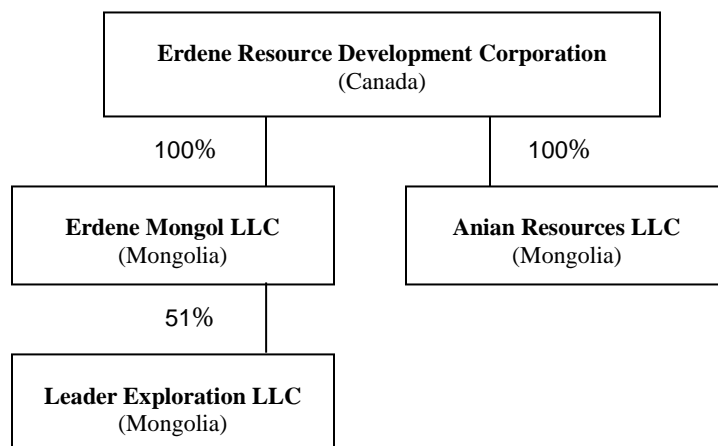 Erdene Resource Development Corporation
(Canada)
100%
100%
Erdene Mongol LLC
(Mongolia)
Anian Resources LLC
(Mongolia)
51%
Leader Exploration LLC
(Mongolia)